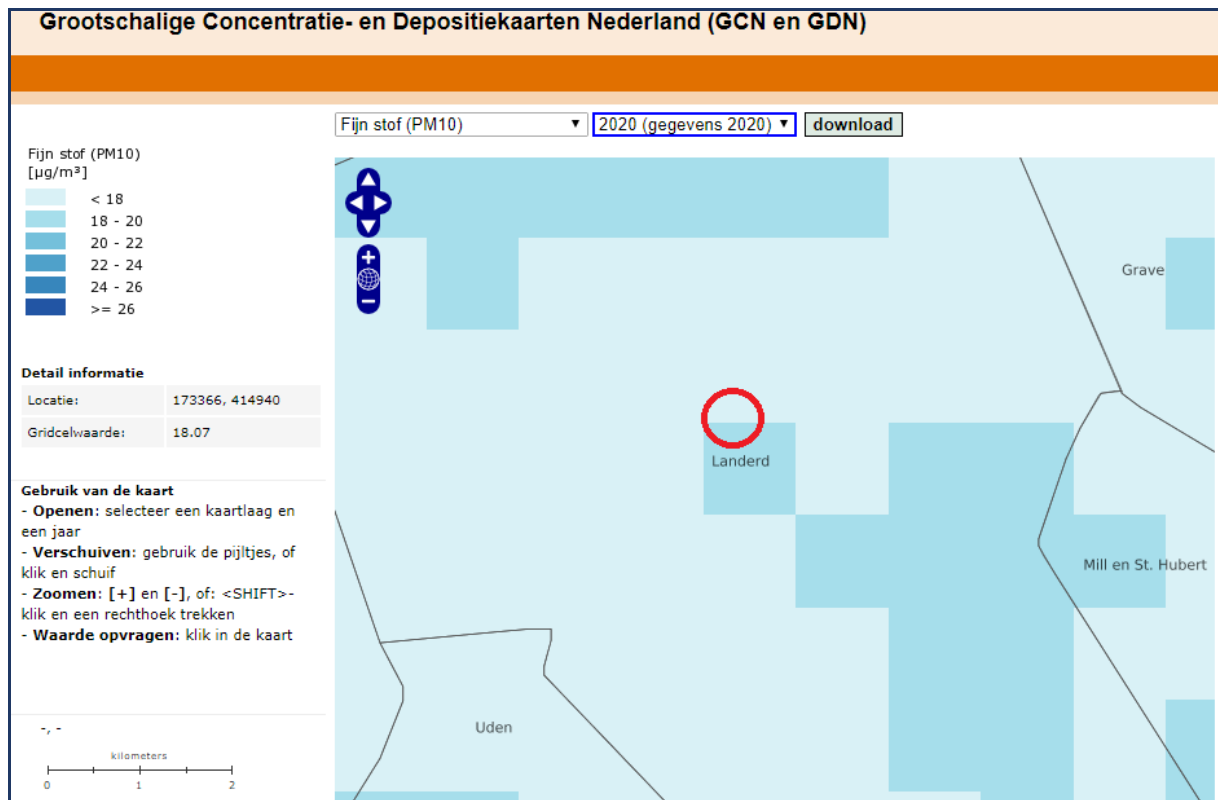 Grootschalige Concentratie- en Depositiekaarten Nederland (GCN en GDN)
Fijn stof (PM10) ▼ 2020 (gegevens 2020) ▼ download
Fijn stof (PM10)
[µg/m³]
< 18
18 - 20
20 - 22
22 - 24
24 - 26
>= 26
Detail informatie
Locatie: 173366, 414940
Gridcelwaarde: 18.07
Gebruik van de kaart
- Openen: selecteer een kaartlaag en
een jaar
- Verschuiven: gebruik de pijltjes, of
klik en schuif
- Zoomen: [+] en [-], of: <SHIFT>-
klik en een rechthoek trekken
- Waarde opvragen: klik in de kaart
-, -
kilometers
0 1 2
Grave
Landerd
Mill en St. Hubert
Uden